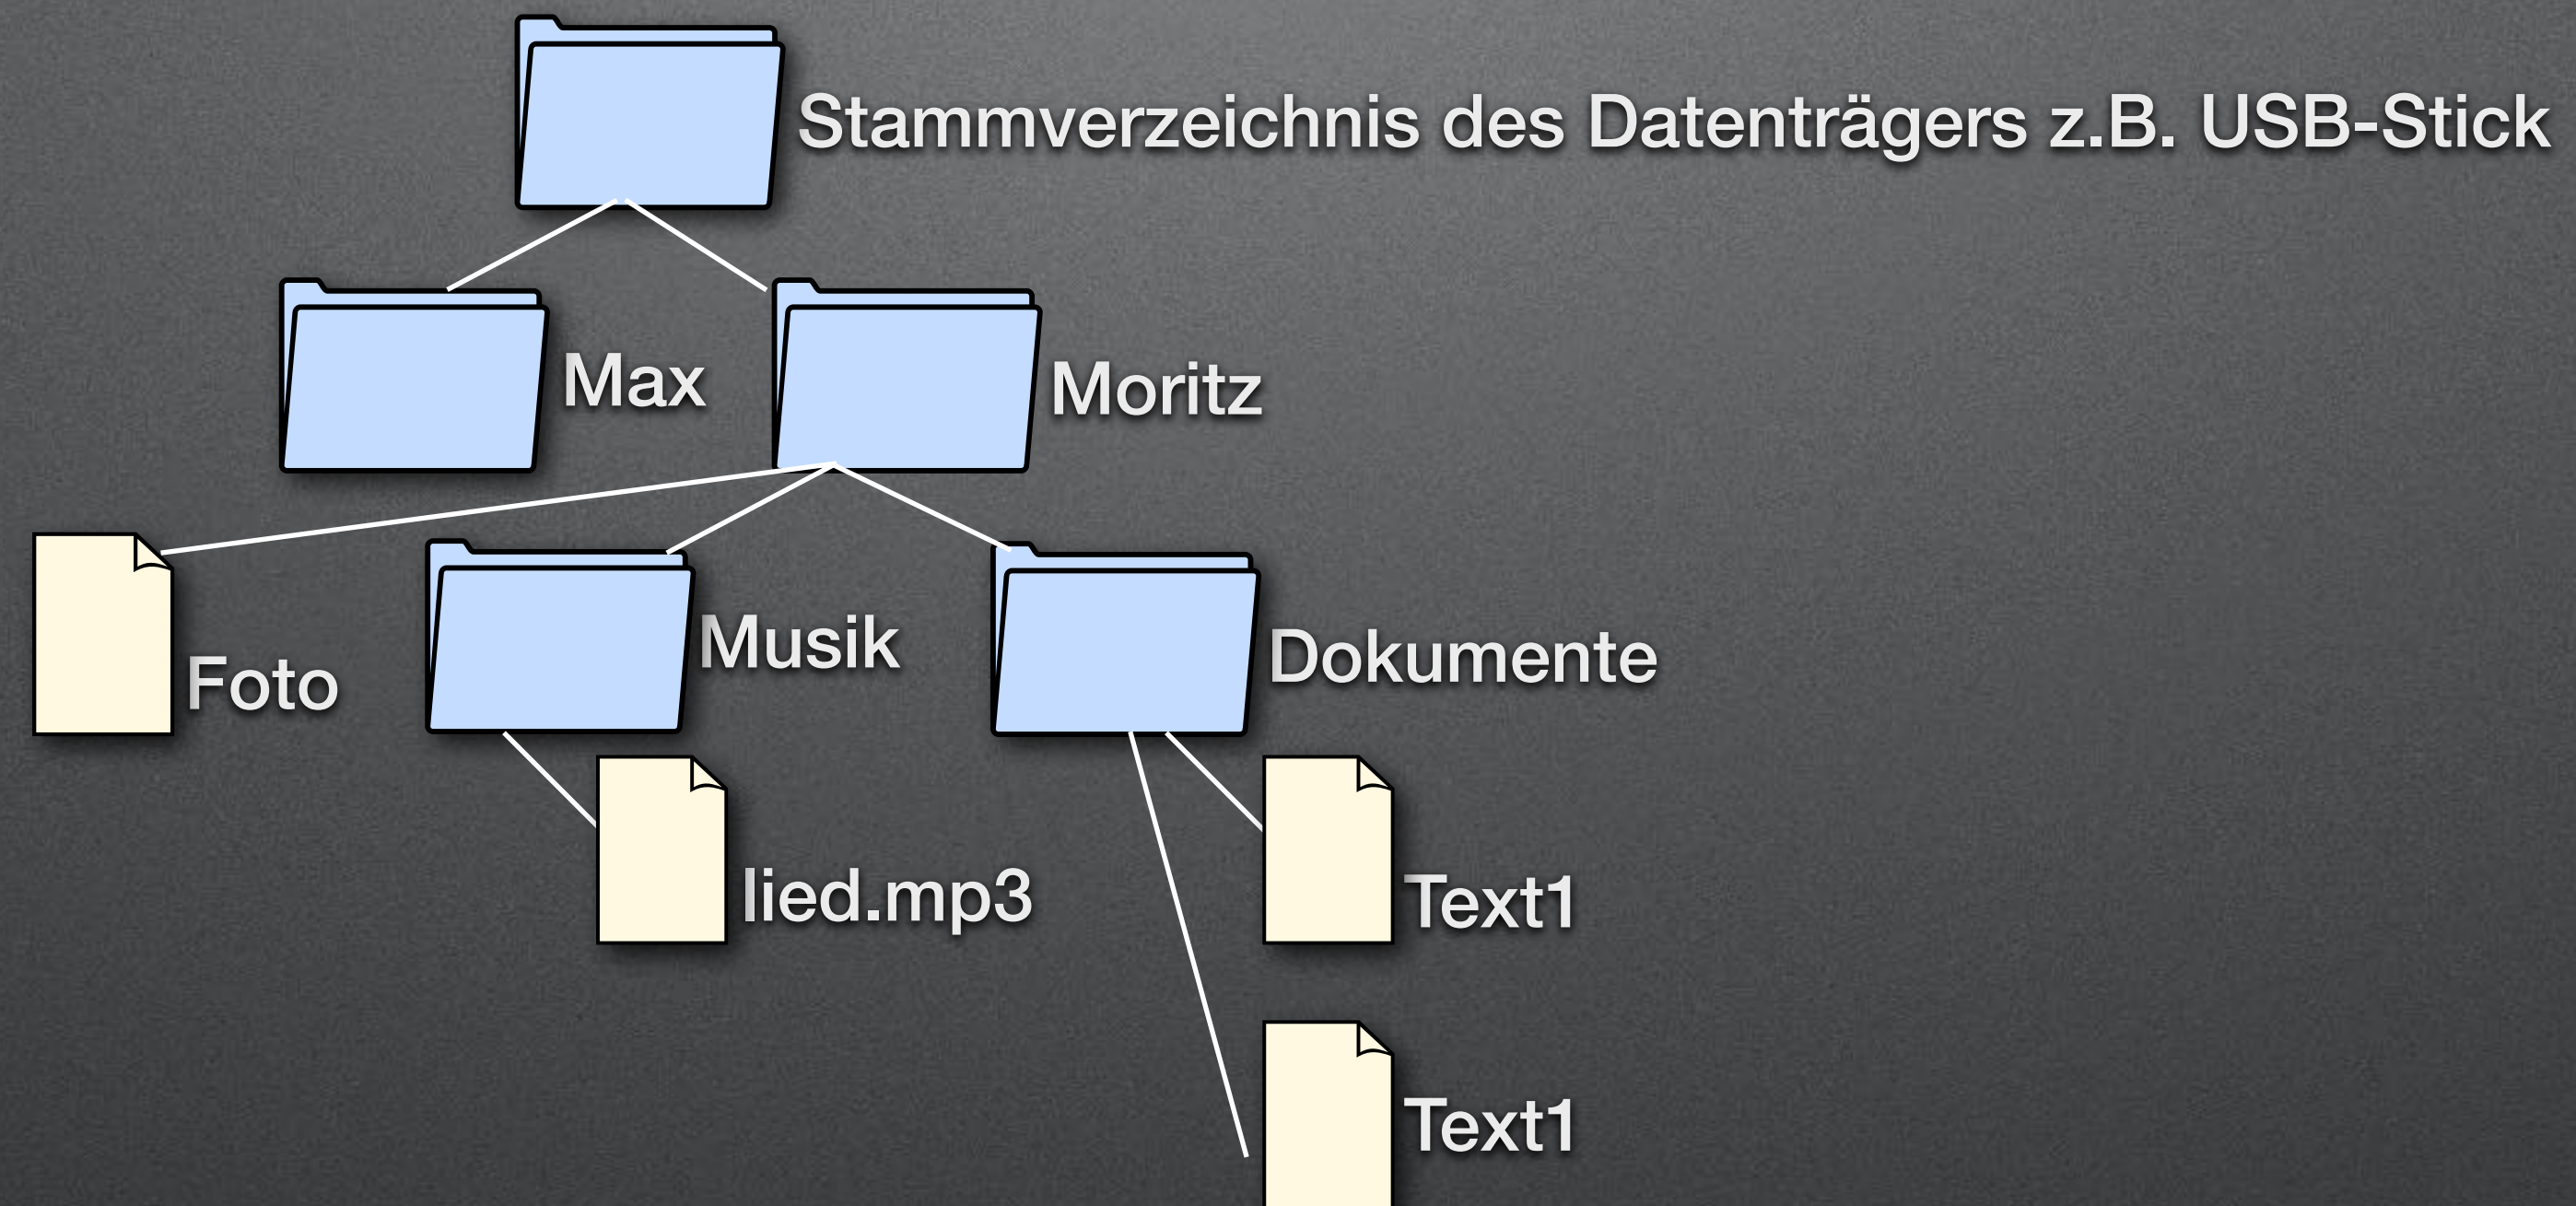 Stammverzeichnis des Datenträgers z.B. USB-Stick
Max
Moritz
Foto
Musik
Dokumente
lied.mp3
Text1
Text1